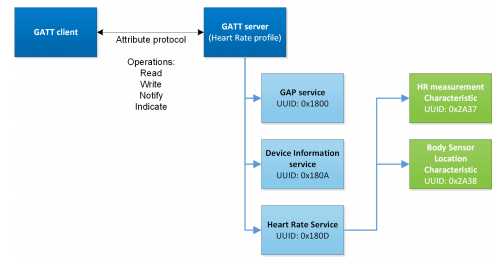 GATT client
Attribute protocol
Operations:
Read
Write
Notify
Indicate
GATT server
(Heart Rate profile)
GAP service
UUID: 0x1800
Device Information
service
UUID: 0x180A
Heart Rate Service
UUID: 0x180D
HR measurement
Characteristic
UUID: 0x2A37
Body Sensor
Location
Characteristic
UUID: 0x2A38